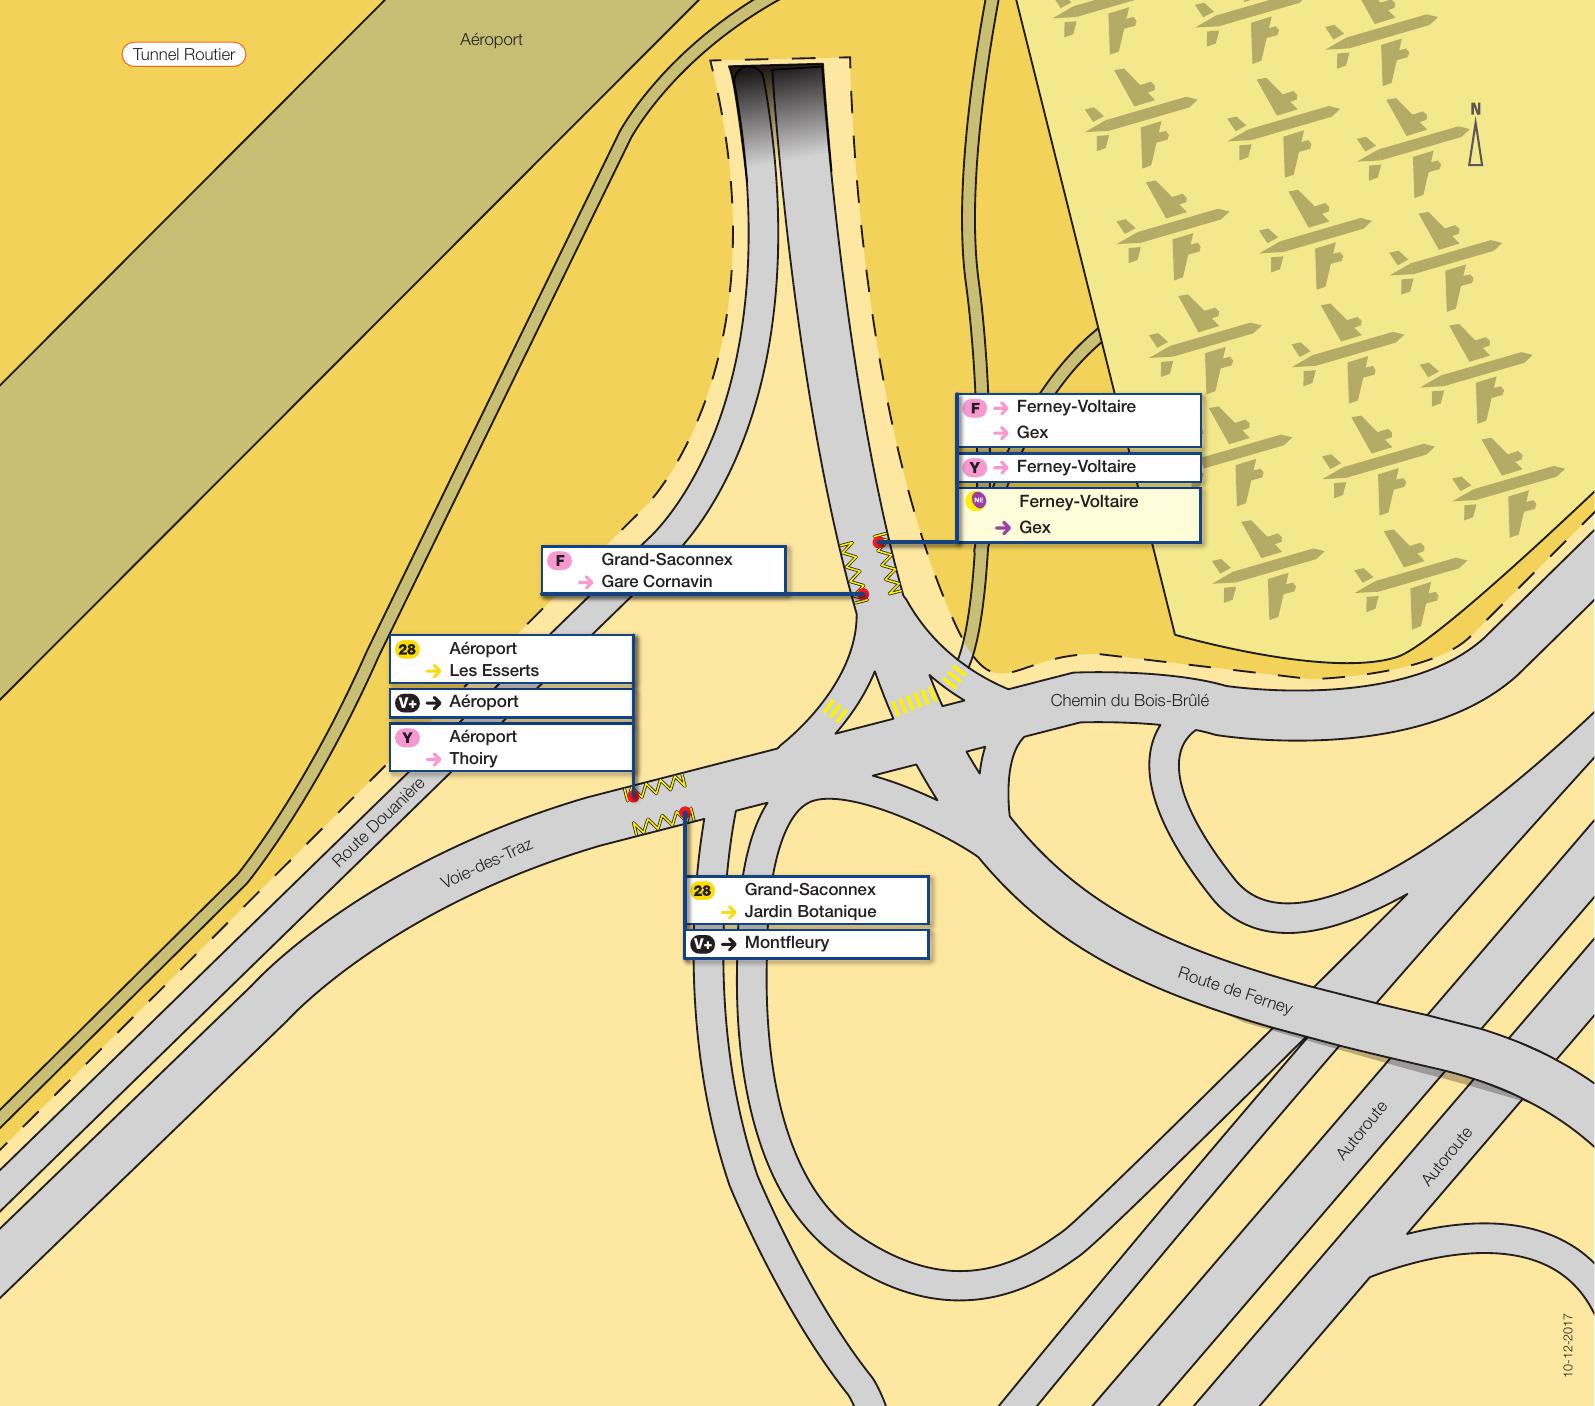 Tunnel Routier
Aéroport
N
F → Ferney-Voltaire
→ Gex
Y → Ferney-Voltaire
NE Ferney-Voltaire
→ Gex
F Grand-Saconnex
→ Gare Cornavin
28 Aéroport
→ Les Esserts
V+ → Aéroport
Y Aéroport
→ Thoiry
Chemin du Bois-Brûlé
Route Douanière
Voie-des-Traz
28 Grand-Saconnex
→ Jardin Botanique
V+ → Montfleury
Route de Ferney
Autoroute
Autoroute
10-12-2017